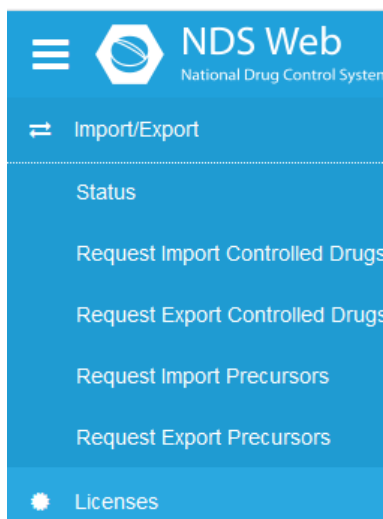 NDS Web
National Drug Control System
Import/Export
Status
Request Import Controlled Drugs
Request Export Controlled Drugs
Request Import Precursors
Request Export Precursors
Licenses